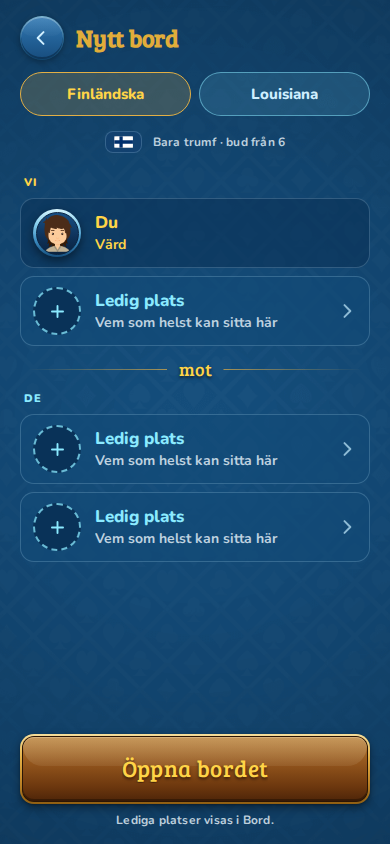 Nytt bord
Finländska
Louisiana
Bara trumf · bud från 6
VI
Du
Värd
Ledig plats
Vem som helst kan sitta här
mot
DE
Ledig plats
Vem som helst kan sitta här
Ledig plats
Vem som helst kan sitta här
Öppna bordet
Lediga platser visas i Bord.